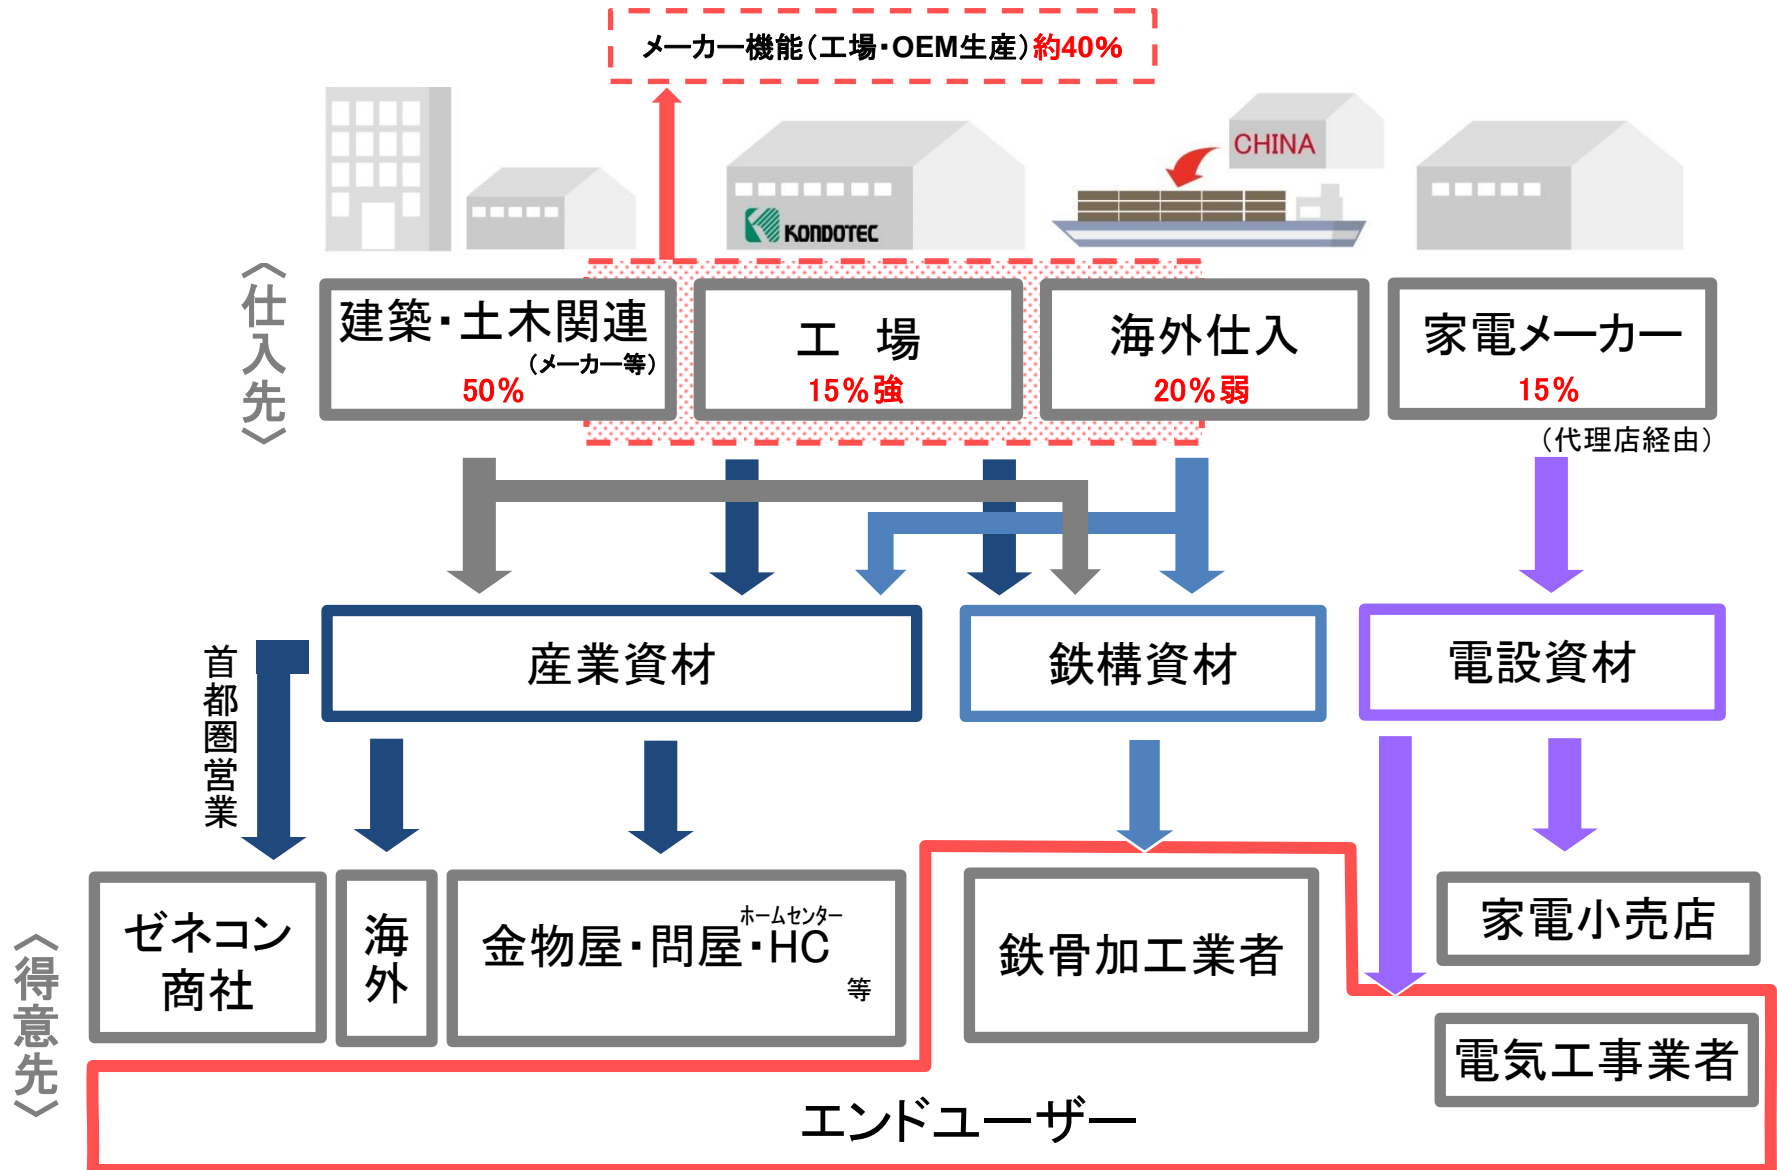 メーカー機能（工場・OEM生産）約40%
CHINA
KONDOTEC
〈仕入先〉
建築・土木関連
（メーカー等）
50%
工 場
15%強
海外仕入
20%弱
家電メーカー
15%
（代理店経由）
産業資材
鉄構資材
電設資材
首都圏営業
〈得意先〉
ゼネコン
商社
海外
ホームセンター
金物屋・問屋・HC
等
鉄骨加工業者
家電小売店
電気工事業者
エンドユーザー